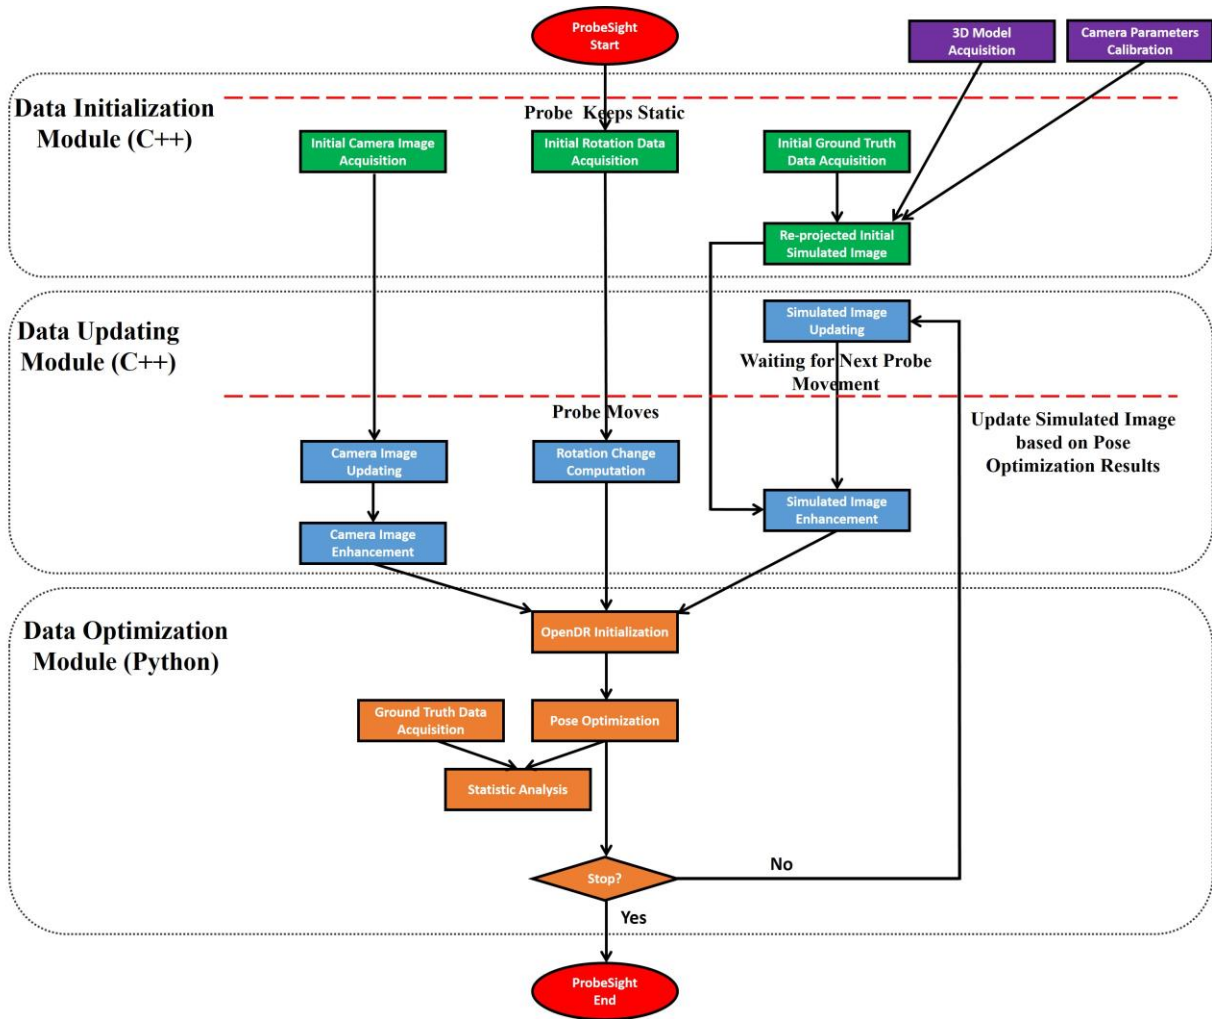 ProbeSight
Start
3D Model
Acquisition
Camera Parameters
Calibration
Data Initialization
Module (C++)
Probe Keeps Static
Initial Camera Image
Acquisition
Initial Rotation Data
Acquisition
Initial Ground Truth
Data Acquisition
Re-projected Initial
Simulated Image
Data Updating
Module (C++)
Simulated Image
Updating
Waiting for Next Probe
Movement
Probe Moves
Update Simulated Image
based on Pose
Optimization Results
Camera Image
Updating
Rotation Change
Computation
Simulated Image
Enhancement
Camera Image
Enhancement
Data Optimization
Module (Python)
OpenDR Initialization
Ground Truth Data
Acquisition
Pose Optimization
Statistic Analysis
Stop?
No
Yes
ProbeSight
End